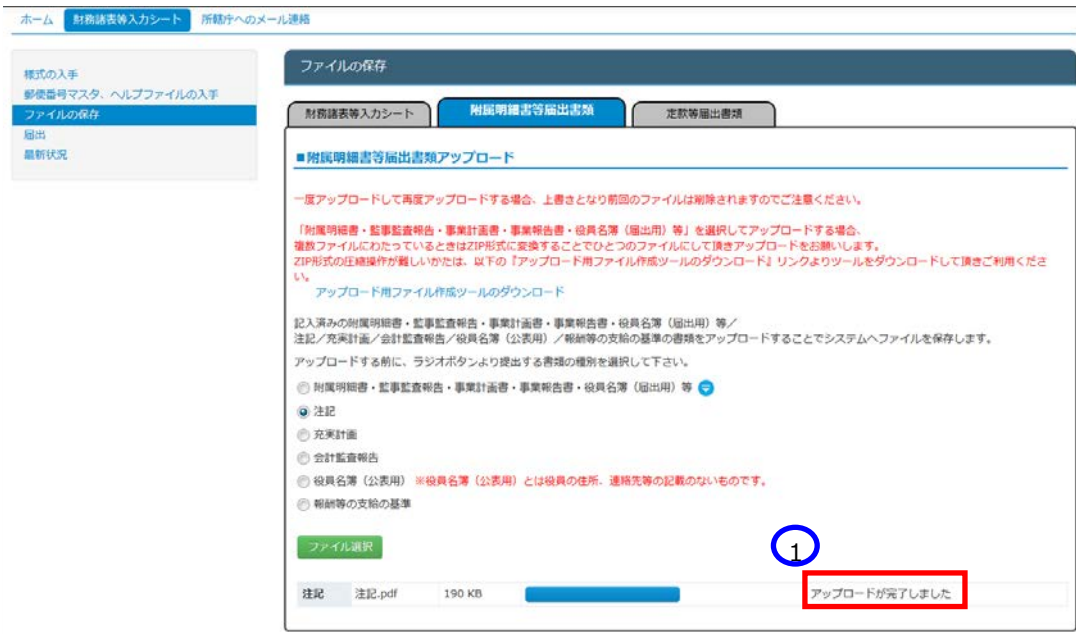 ホーム 財務諸表等入力シート 所轄庁へのメール連絡
様式の入手
郵便番号マスタ、ヘルプファイルの入手
ファイルの保存
届出
最新状況
ファイルの保存
財務諸表等入力シート 附属明細書等届出書類 定款等届出書類
■附属明細書等届出書類アップロード
一度アップロードして再度アップロードする場合、上書きとなり前回のファイルは削除されますのでご注意ください。
「附属明細書・監事監査報告・事業計画書・事業報告書・役員名簿（届出用）等」を選択してアップロードする場合、
複数ファイルにわたっているときはZIP形式に変換することでひとつのファイルにして頂きアップロードをお願いします。
ZIP形式の圧縮操作が難しいかたは、以下の『アップロード用ファイル作成ツールのダウンロード』リンクよりツールをダウンロードして頂きご利用くださ
い。
アップロード用ファイル作成ツールのダウンロード
記入済みの附属明細書・監事監査報告・事業計画書・事業報告書・役員名簿（届出用）等／
注記／充実計画／会計監査報告／役員名簿（公表用）／報酬等の支給の基準の書類をアップロードすることでシステムへファイルを保存します。
アップロードする前に、ラジオボタンより提出する書類の種別を選択して下さい。
附属明細書・監事監査報告・事業計画書・事業報告書・役員名簿（届出用）等
注記
充実計画
会計監査報告
役員名簿（公表用） ※役員名簿（公表用）とは役員の住所、連絡先等の記載のないものです。
報酬等の支給の基準
ファイル選択
1
注記 注記.pdf 190 KB アップロードが完了しました